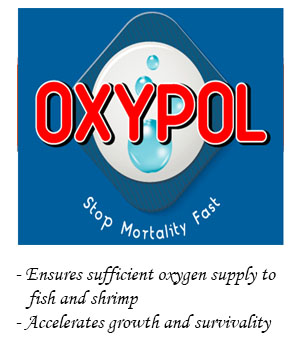 OXYPOL
Stop Mortality Fast
- Ensures sufficient oxygen supply to
fish and shrimp
- Accelerates growth and survivality